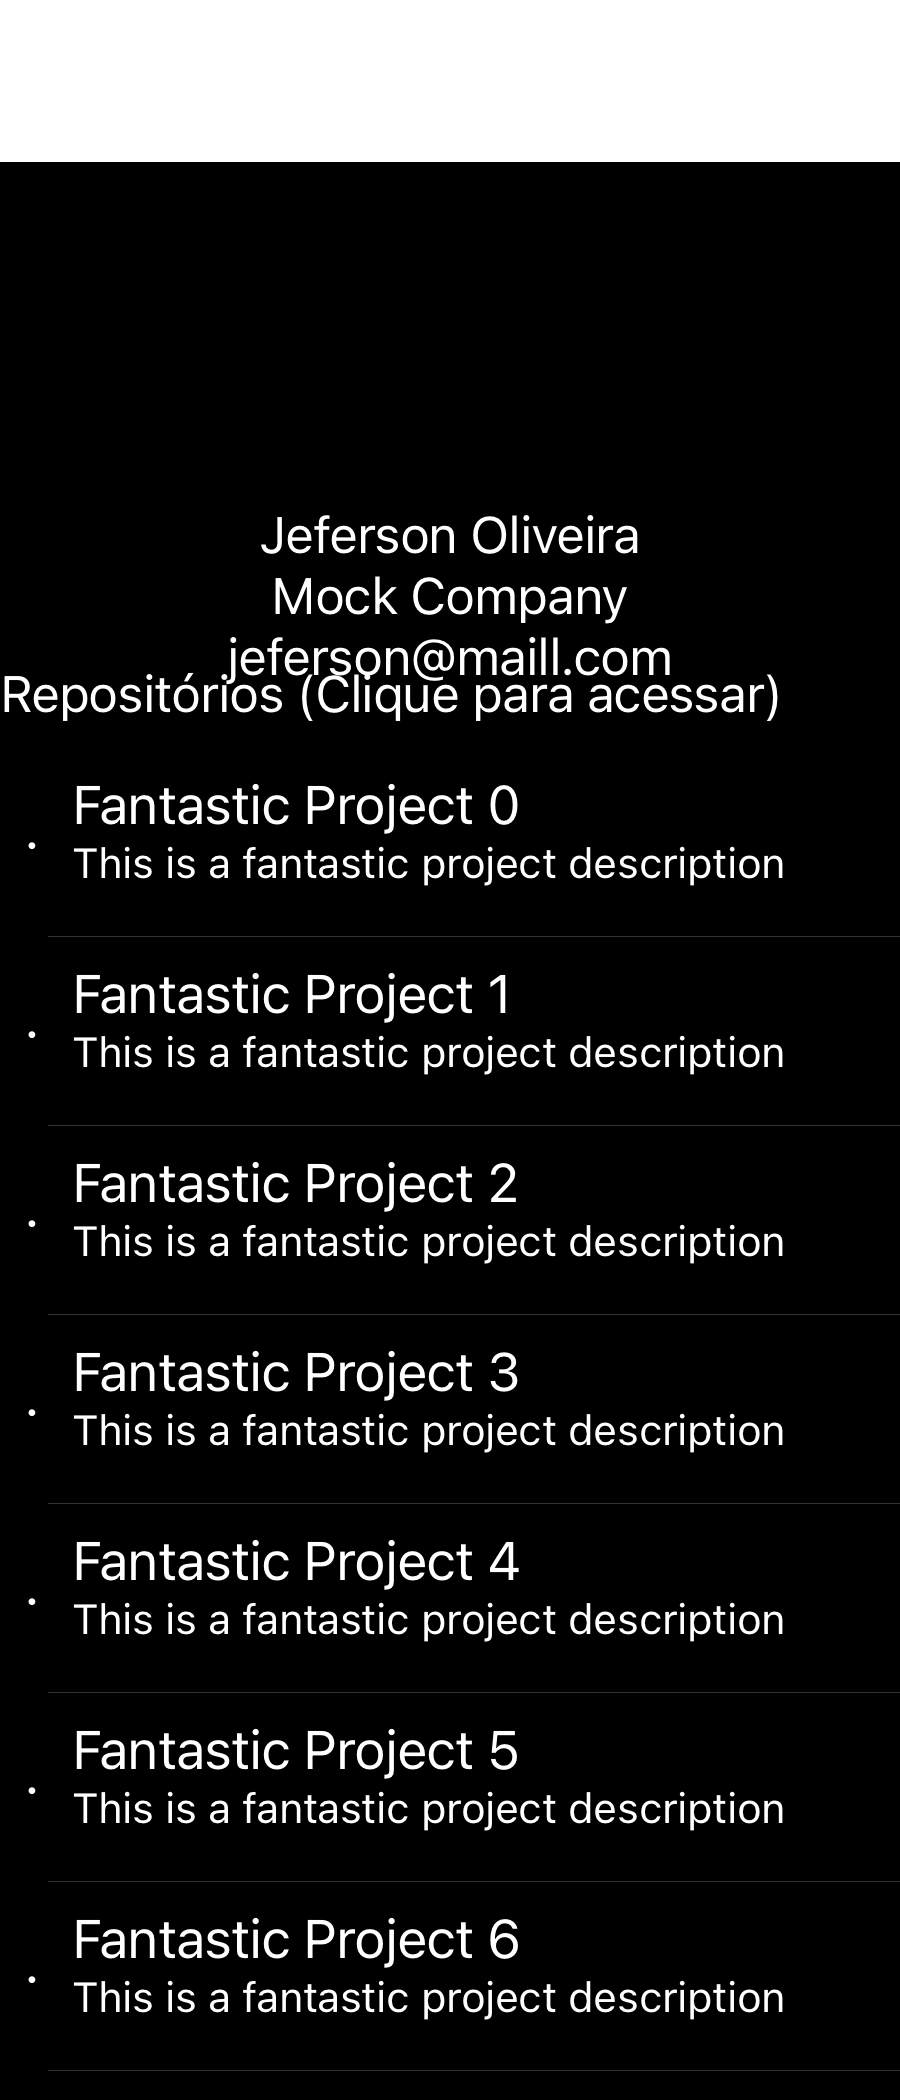 Jeferson Oliveira
Mock Company
jeferson@maill.com
Repositórios (Clique para acessar)
Fantastic Project 0
This is a fantastic project description
Fantastic Project 1
This is a fantastic project description
Fantastic Project 2
This is a fantastic project description
Fantastic Project 3
This is a fantastic project description
Fantastic Project 4
This is a fantastic project description
Fantastic Project 5
This is a fantastic project description
Fantastic Project 6
This is a fantastic project description